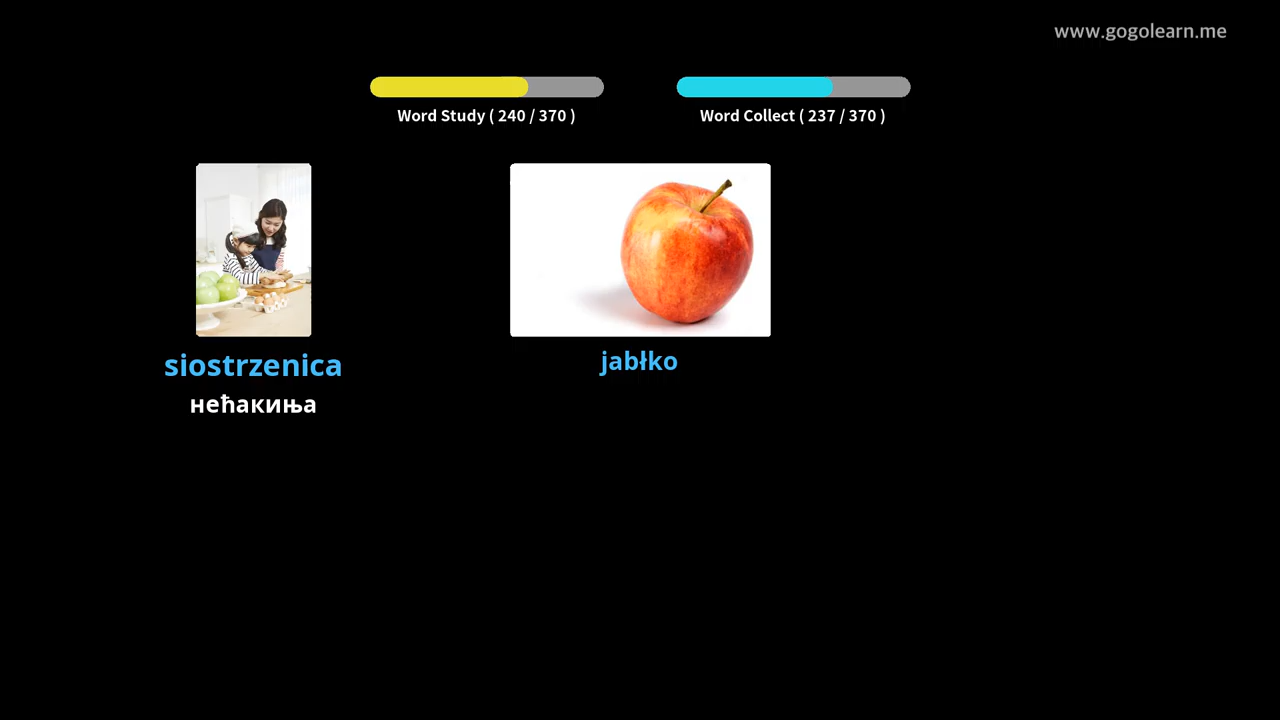 www.gogolearn.me
Word Study ( 240 / 370 )
Word Collect ( 237 / 370 )
siostrzenica
нећакиња
jabłko